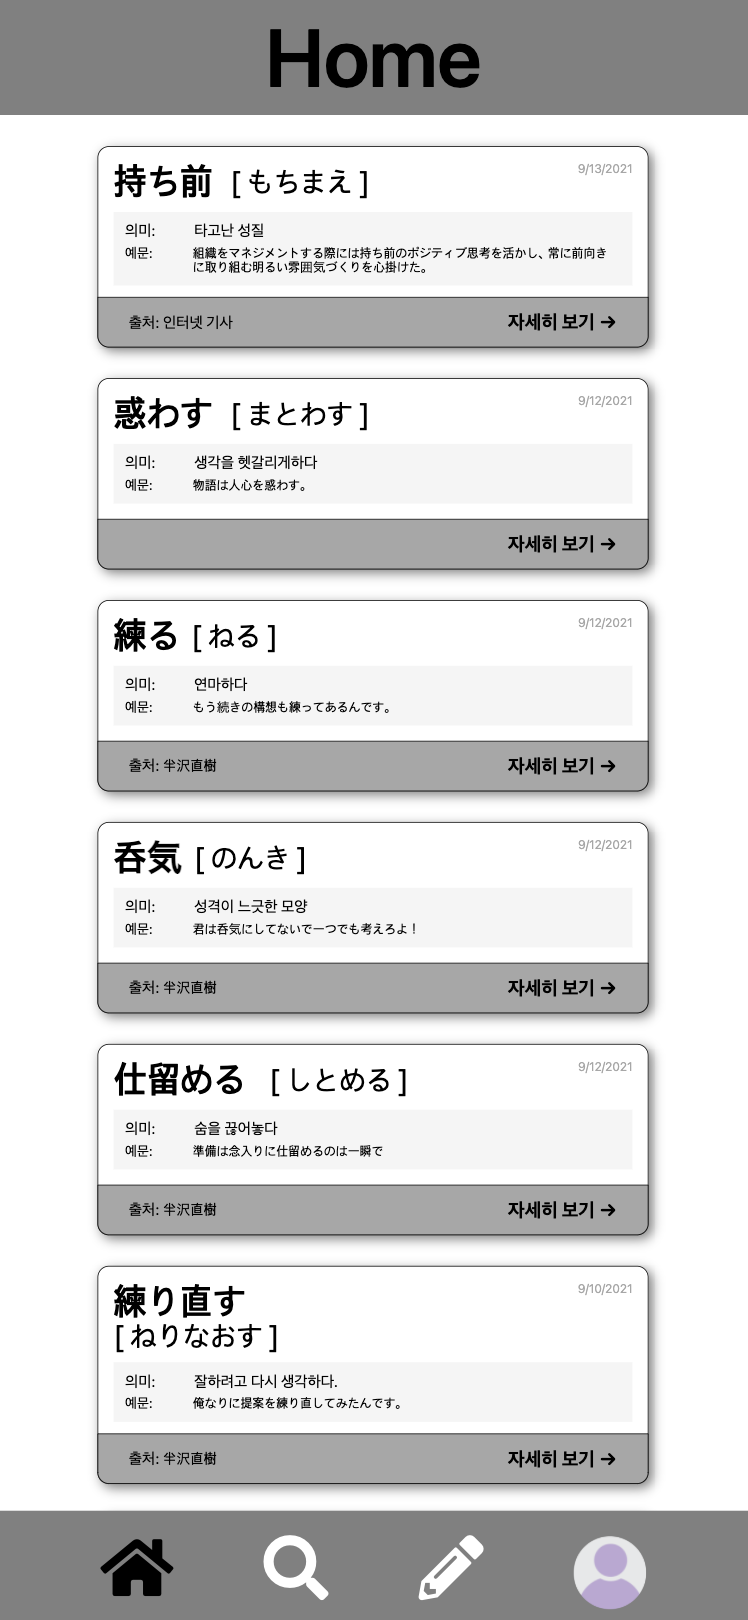 Home
持ち前 [ もちまえ ] 9/13/2021
의미: 타고난 성질
예문: 組織をマネジメントする際には持ち前のポジティブ思考を活かし、常に前向き
に取り組む明るい雰囲気づくりを心掛けた。
출처: 인터넷 기사 자세히 보기 →
惑わす [ まとわす ] 9/12/2021
의미: 생각을 헷갈리게하다
예문: 物語は人心を惑わす。
자세히 보기 →
練る [ ねる ] 9/12/2021
의미: 연마하다
예문: もう続きの構想も練ってあるんです。
출처: 半沢直樹 자세히 보기 →
呑気 [ のんき ] 9/12/2021
의미: 성격이 느긋한 모양
예문: 君は呑気にしてないで一つでも考えろよ！
출처: 半沢直樹 자세히 보기 →
仕留める [ しとめる ] 9/12/2021
의미: 숨을 끊어놓다
예문: 準備は念入りに仕留めるのは一瞬で
출처: 半沢直樹 자세히 보기 →
練り直す 9/10/2021
[ ねりなおす ]
의미: 잘하려고 다시 생각하다.
예문: 俺なりに提案を練り直してみたんです。
출처: 半沢直樹 자세히 보기 →